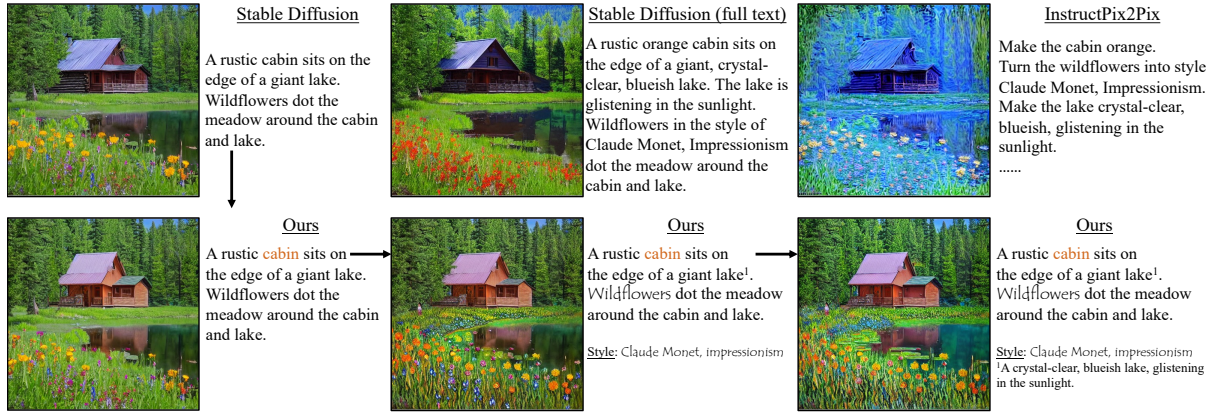 Stable Diffusion
A rustic cabin sits on the
edge of a giant lake.
Wildflowers dot the
meadow around the cabin
and lake.
Stable Diffusion (full text)
A rustic orange cabin sits on
the edge of a giant, crystal-
clear, blueish lake. The lake is
glistening in the sunlight.
Wildflowers in the style of
Claude Monet, Impressionism
dot the meadow around the
cabin and lake.
InstructPix2Pix
Make the cabin orange.
Turn the wildflowers into style
Claude Monet, Impressionism.
Make the lake crystal-clear,
blueish, glistening in the
sunlight.
......
Ours
A rustic cabin sits on
the edge of a giant lake.
Wildflowers dot the
meadow around the cabin
and lake.
Ours
A rustic cabin sits on
the edge of a giant lake¹.
Wildflowers dot the meadow
around the cabin and lake.
Style: Claude Monet, impressionism
Ours
A rustic cabin sits on
the edge of a giant lake¹.
Wildflowers dot the meadow
around the cabin and lake.
Style: Claude Monet, impressionism
¹A crystal-clear, blueish lake, glistening
in the sunlight.